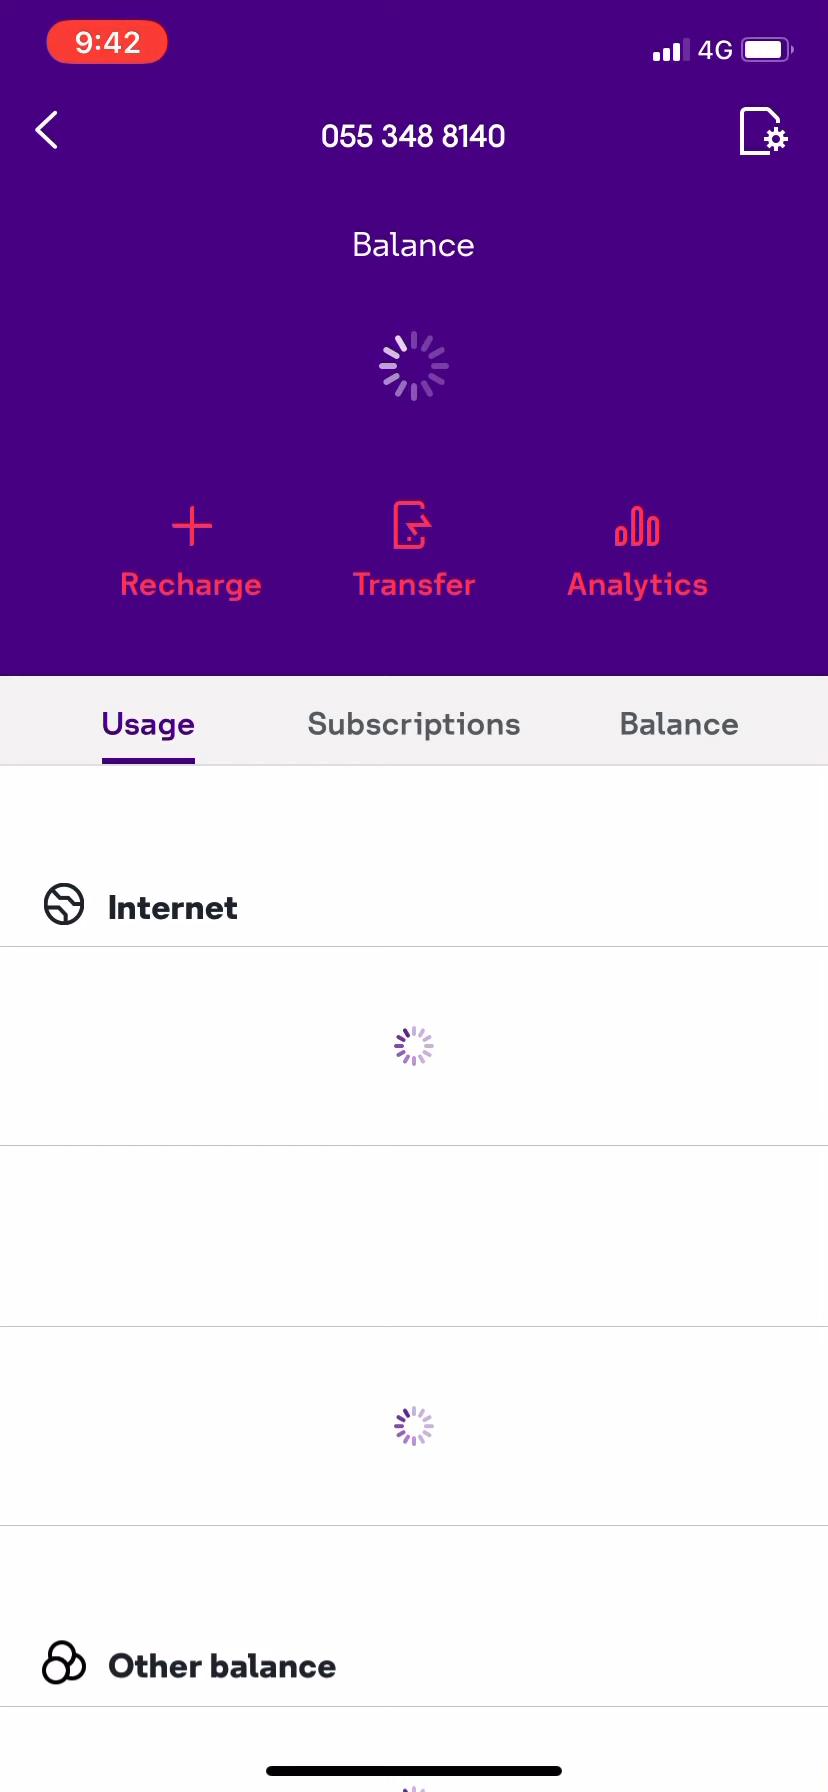 9:42
4G
055 348 8140
Balance
Recharge Transfer Analytics
Usage Subscriptions Balance
Internet
Other balance